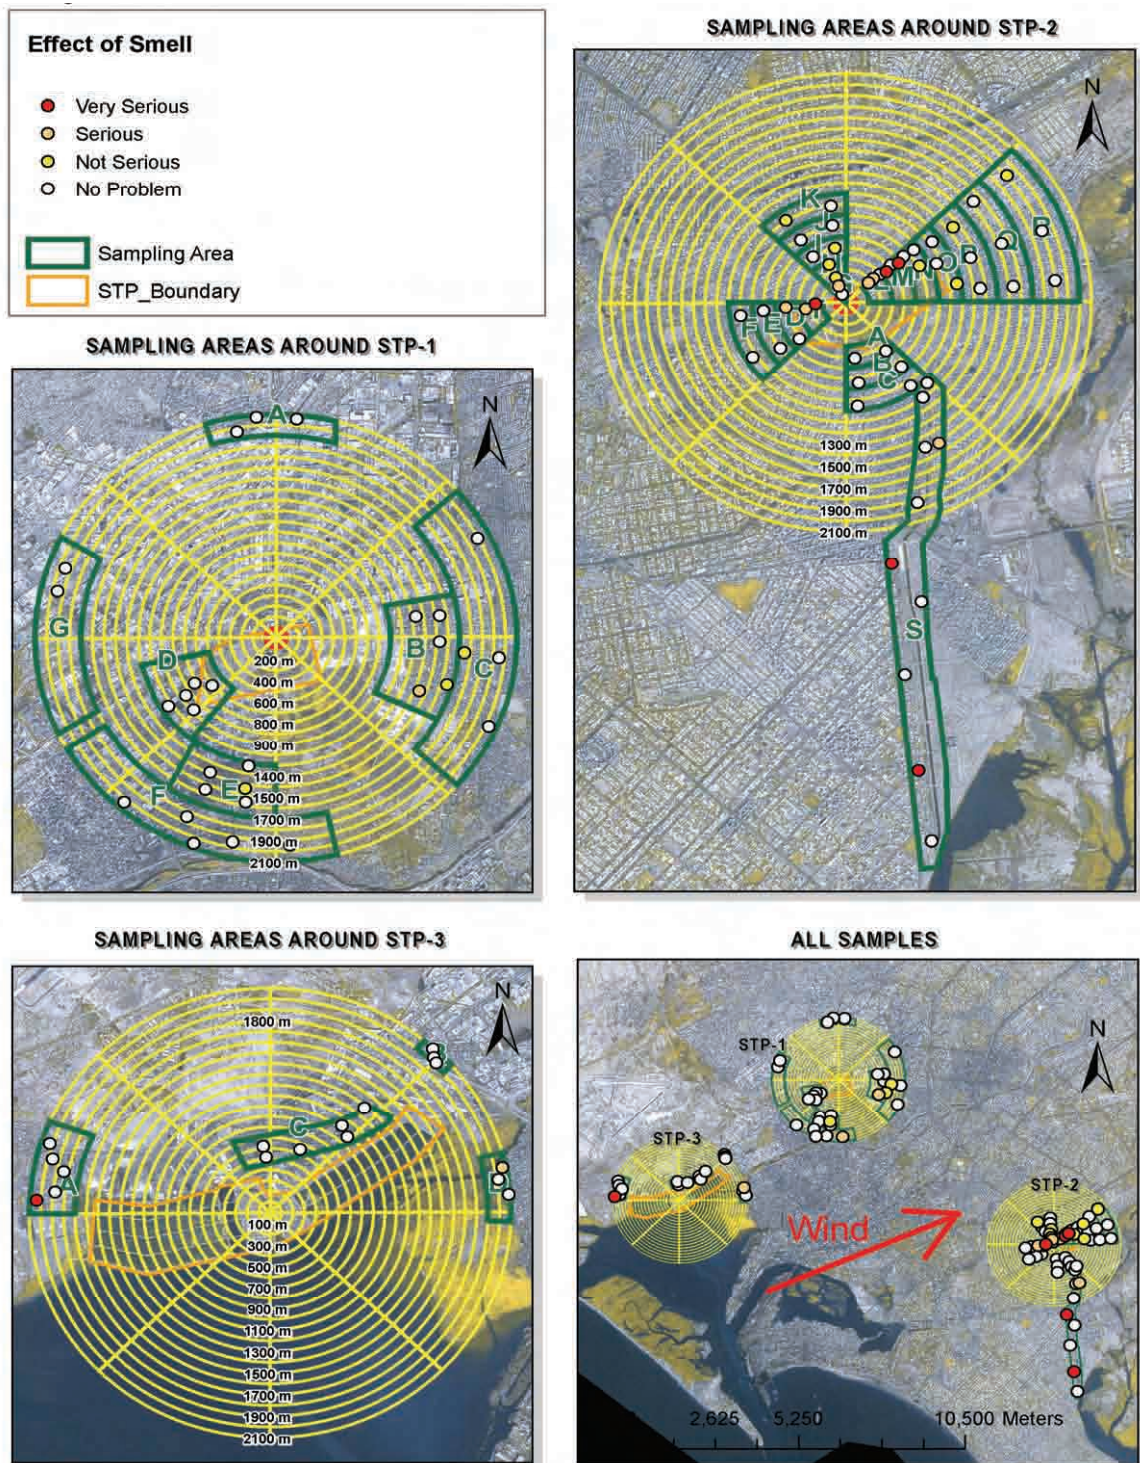 Effect of Smell
Very Serious
Serious
Not Serious
No Problem
Sampling Area
STP_Boundary
SAMPLING AREAS AROUND STP-1
N
A
G
B
C
D
E
F
200 m
400 m
600 m
800 m
900 m
1400 m
1500 m
1700 m
1900 m
2100 m
SAMPLING AREAS AROUND STP-2
N
K
J
I
R
Q
P
O
N
M
L
F
E
D
A
B
C
1300 m
1500 m
1700 m
1900 m
2100 m
S
SAMPLING AREAS AROUND STP-3
N
1800 m
B
C
A
D
100 m
300 m
500 m
700 m
900 m
1100 m
1300 m
1500 m
1700 m
1900 m
2100 m
ALL SAMPLES
N
STP-1
STP-3
STP-2
Wind
2,625 5,250 10,500 Meters